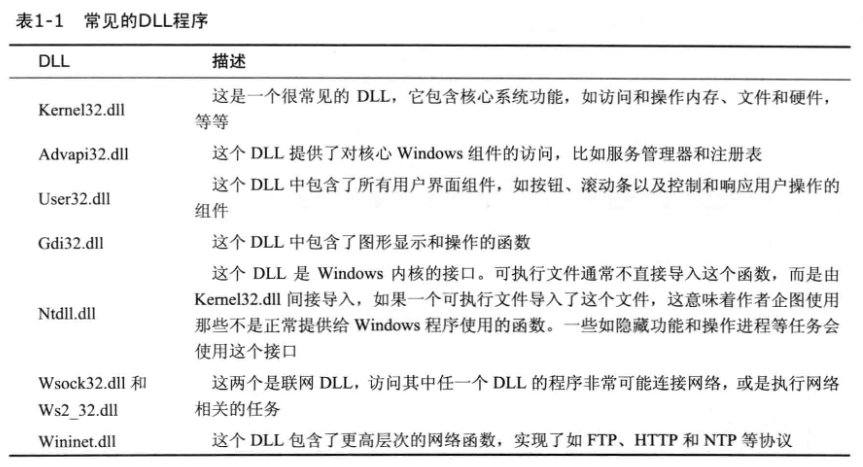 表1-1 常见的DLL程序
DLL 描述
Kernel32.dll 这是一个很常见的 DLL，它包含核心系统功能，如访问和操作内存、文件和硬件，
等等
Advapi32.dll 这个 DLL 提供了对核心 Windows 组件的访问，比如服务管理器和注册表
User32.dll 这个 DLL 中包含了所有用户界面组件，如按钮、滚动条以及控制和响应用户操作的
组件
Gdi32.dll 这个 DLL 中包含了图形显示和操作的函数
Ntdll.dll 这个 DLL 是 Windows 内核的接口。可执行文件通常不直接导入这个函数，而是由
Kernel32.dll 间接导入，如果一个可执行文件导入了这个文件，这意味着作者企图使用
那些不是正常提供给 Windows 程序使用的函数。一些如隐藏功能和操作进程等任务会
使用这个接口
Wsock32.dll 和 这两个是联网 DLL，访问其中任一个 DLL 的程序非常可能连接网络，或是执行网络
Ws2_32.dll 相关的任务
Wininet.dll 这个 DLL 包含了更高层次的网络函数，实现了如 FTP、HTTP 和 NTP 等协议